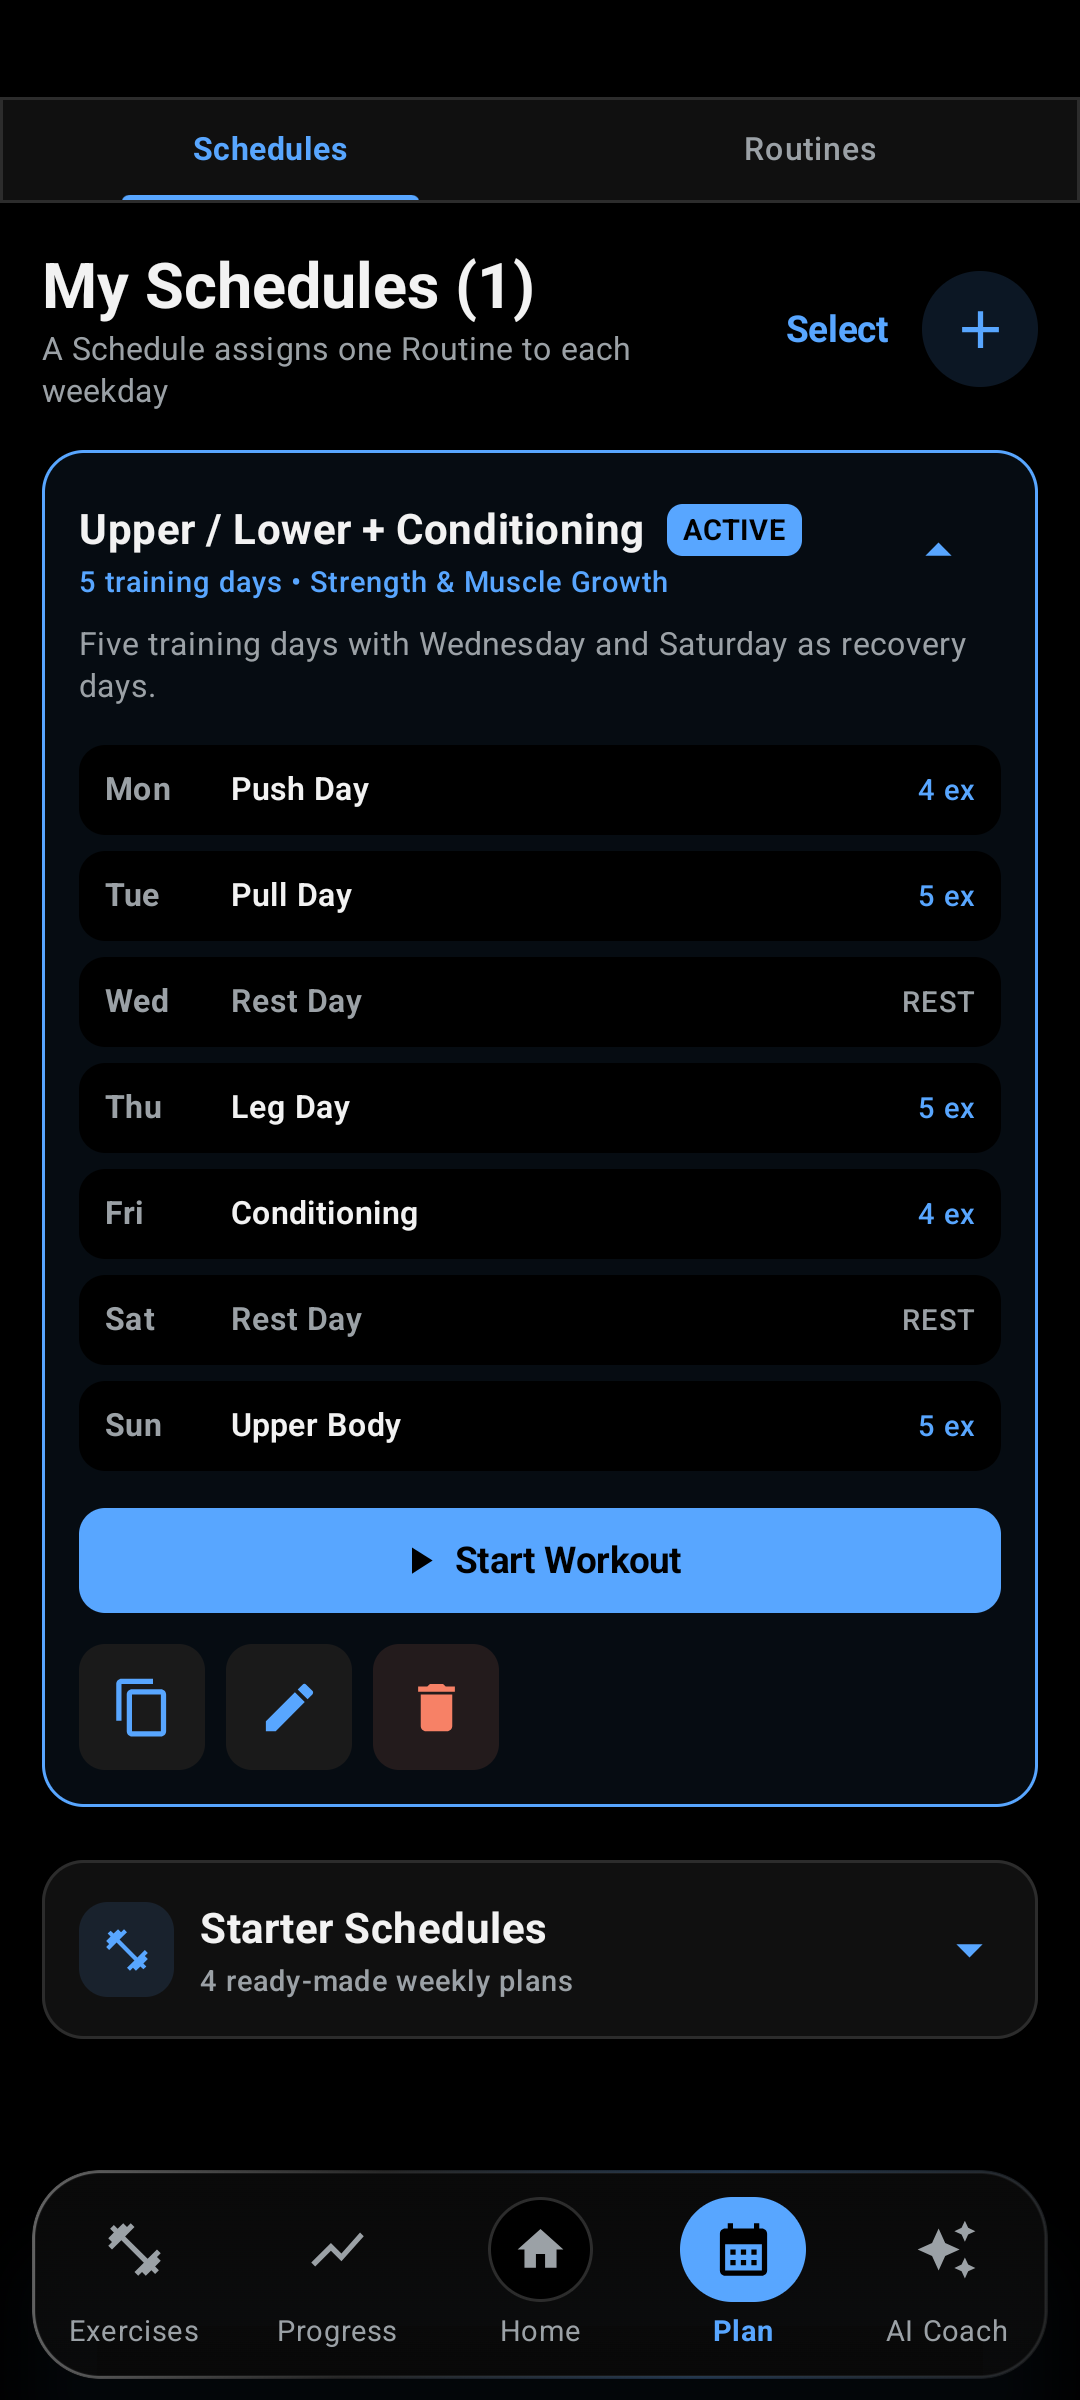 Schedules
Routines
My Schedules (1)
A Schedule assigns one Routine to each
weekday
Select
Upper / Lower + Conditioning
ACTIVE
5 training days • Strength & Muscle Growth
Five training days with Wednesday and Saturday as recovery
days.
Mon Push Day 4 ex
Tue Pull Day 5 ex
Wed Rest Day REST
Thu Leg Day 5 ex
Fri Conditioning 4 ex
Sat Rest Day REST
Sun Upper Body 5 ex
Start Workout
Starter Schedules
4 ready-made weekly plans
Exercises
Progress
Home
Plan
AI Coach